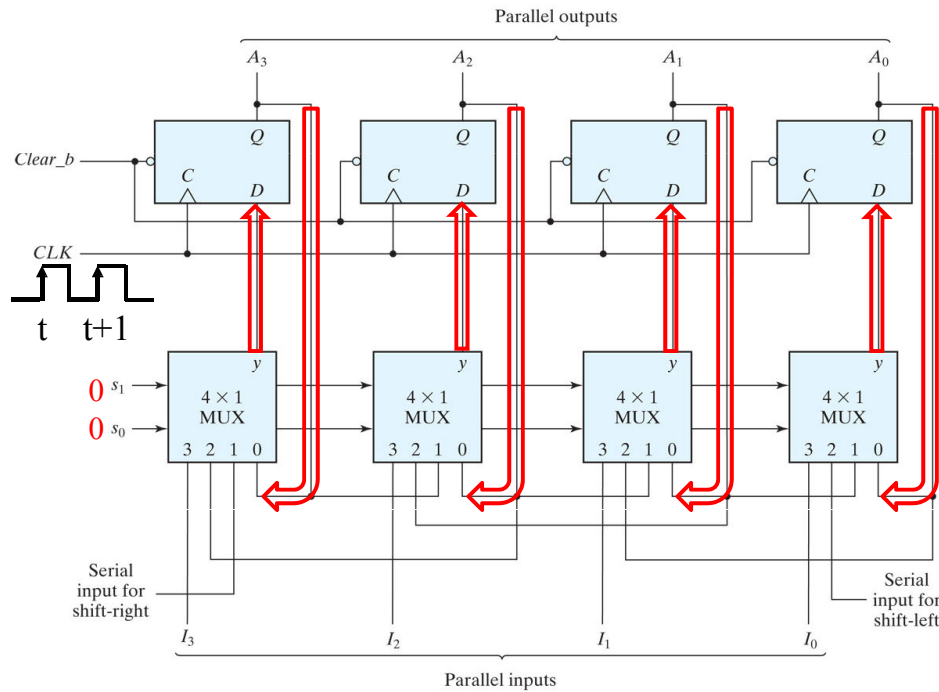 Parallel outputs
A3 A2 A1 A0
Q Q Q Q
Clear_b
C D C D C D C D
CLK
t t+1
y y y y
0 s1
4 × 1 4 × 1 4 × 1 4 × 1
MUX MUX MUX MUX
0 s0
3 2 1 0 3 2 1 0 3 2 1 0 3 2 1 0
Serial
input for
shift-right
Serial
input for
shift-left
I3 I2 I1 I0
Parallel inputs